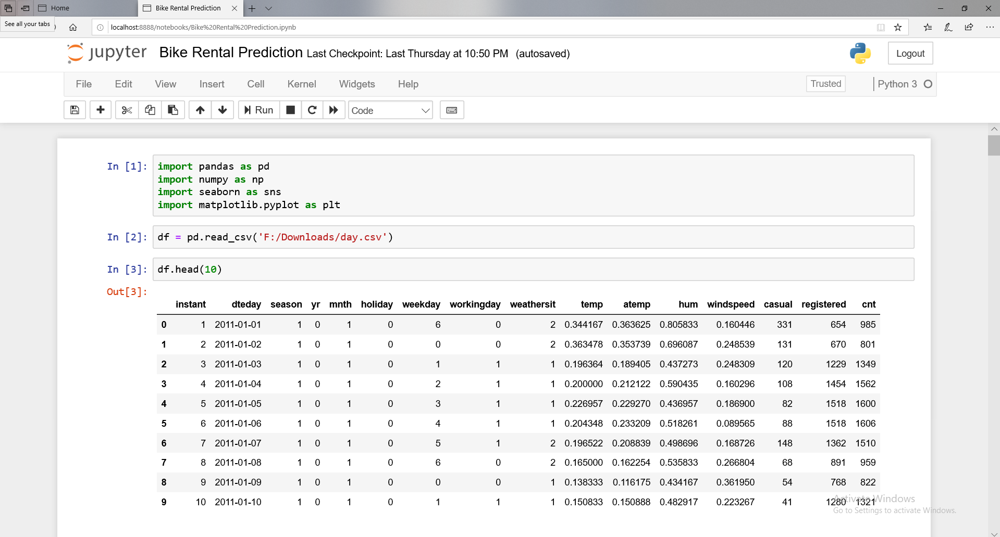 Home
Bike Rental Prediction
See all your tabs
localhost:8888/notebooks/Bike%20Rental%20Prediction.ipynb
jupyter Bike Rental Prediction Last Checkpoint: Last Thursday at 10:50 PM (autosaved)
Logout
File Edit View Insert Cell Kernel Widgets Help
Trusted
Python 3
Run
Code
In [1]: import pandas as pd
import numpy as np
import seaborn as sns
import matplotlib.pyplot as plt
In [2]: df = pd.read_csv('F:/Downloads/day.csv')
In [3]: df.head(10)
Out[3]:
instant dteday season yr mnth holiday weekday workingday weathersit temp atemp hum windspeed casual registered cnt
0 1 2011-01-01 1 0 1 0 6 0 2 0.344167 0.363625 0.805833 0.160446 331 654 985
1 2 2011-01-02 1 0 1 0 0 0 2 0.363478 0.353739 0.696087 0.248539 131 670 801
2 3 2011-01-03 1 0 1 0 1 1 1 0.196364 0.189405 0.437273 0.248309 120 1229 1349
3 4 2011-01-04 1 0 1 0 2 1 1 0.200000 0.212122 0.590435 0.160296 108 1454 1562
4 5 2011-01-05 1 0 1 0 3 1 1 0.226957 0.229270 0.436957 0.186900 82 1518 1600
5 6 2011-01-06 1 0 1 0 4 1 1 0.204348 0.233209 0.518261 0.089565 88 1518 1606
6 7 2011-01-07 1 0 1 0 5 1 2 0.196522 0.208839 0.498696 0.168726 148 1362 1510
7 8 2011-01-08 1 0 1 0 6 0 2 0.165000 0.162254 0.535833 0.266804 68 891 959
8 9 2011-01-09 1 0 1 0 0 0 1 0.138333 0.116175 0.434167 0.361950 54 768 822
9 10 2011-01-10 1 0 1 0 1 1 1 0.150833 0.150888 0.482917 0.223267 41 1280 1321
Activate Windows
Go to Settings to activate Windows.